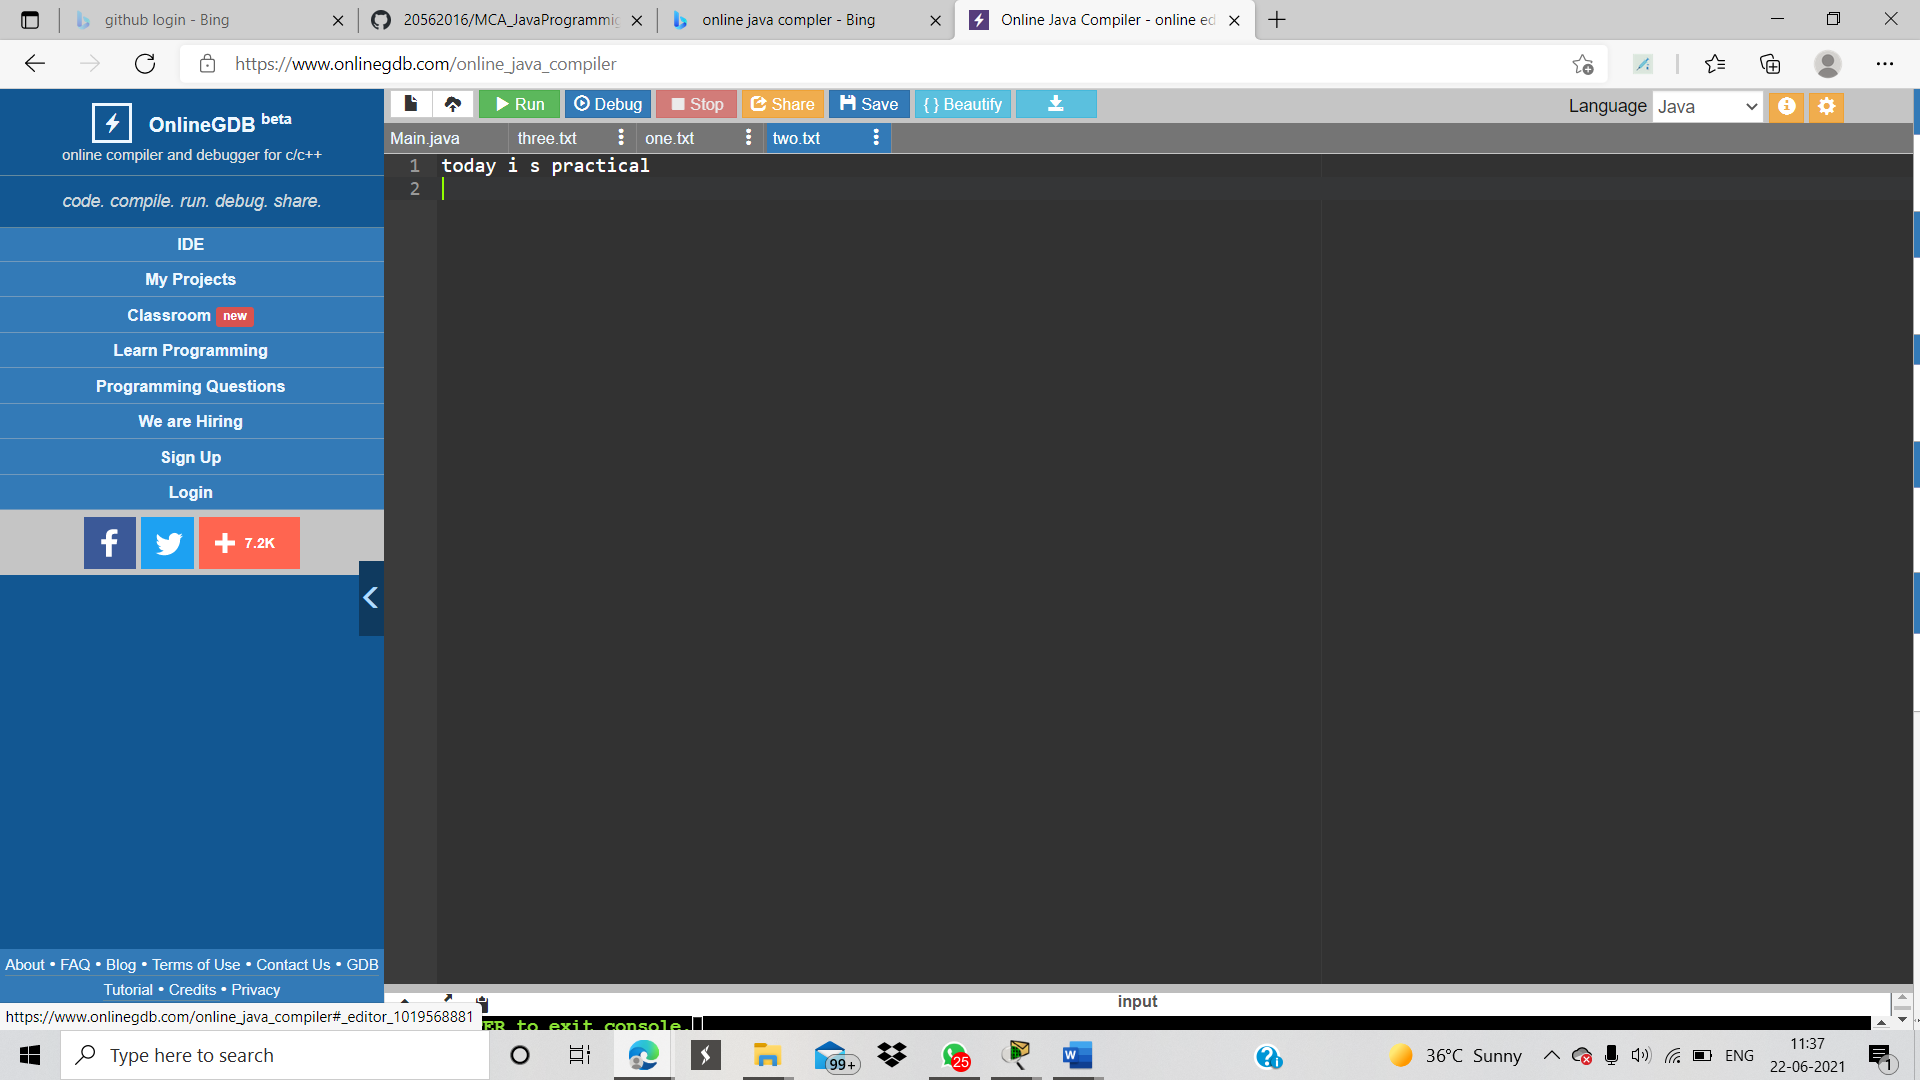 github login - Bing
20562016/MCA_JavaProgrammi
online java compler - Bing
Online Java Compiler - online ed
https://www.onlinegdb.com/online_java_compiler
OnlineGDB beta
online compiler and debugger for c/c++
code. compile. run. debug. share.
IDE
My Projects
Classroom new
Learn Programming
Programming Questions
We are Hiring
Sign Up
Login
7.2K
About • FAQ • Blog • Terms of Use • Contact Us • GDB
Tutorial • Credits • Privacy
https://www.onlinegdb.com/online_java_compiler#_editor_1019568881
Run
Debug
Stop
Share
Save
{ } Beautify
Language Java
Main.java
three.txt
one.txt
two.txt
1 today i s practical
2
input
TER to exit console.
Type here to search
99+
25
36°C Sunny
ENG
11:37
22-06-2021
1